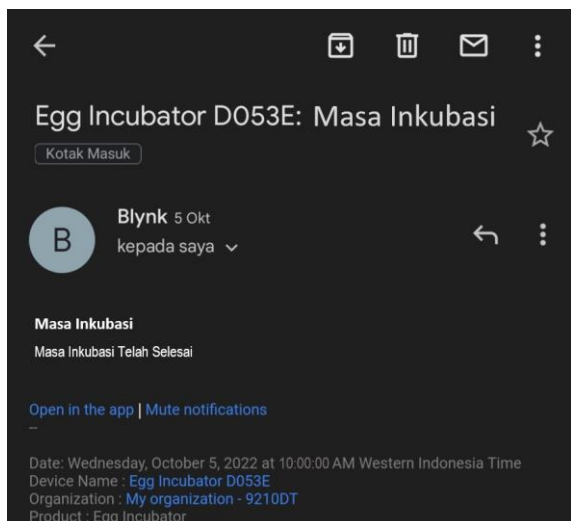 Egg Incubator D053E: Masa Inkubasi
Kotak Masuk
Blynk 5 Okt
B
kepada saya
Masa Inkubasi
Masa Inkubasi Telah Selesai
Open in the app | Mute notifications
--
Date: Wednesday, October 5, 2022 at 10:00:00 AM Western Indonesia Time
Device Name : Egg Incubator D053E
Organization : My organization - 9210DT
Product : Egg Incubator